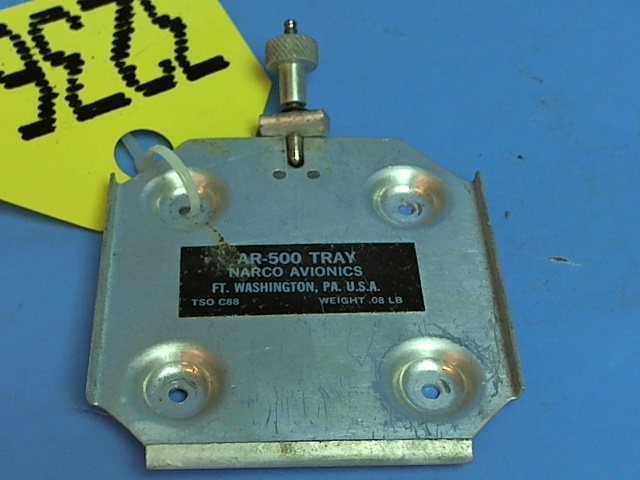 AR-500 TRAY
NARCO AVIONICS
FT. WASHINGTON, PA. U.S.A.
TSO C88 WEIGHT .08 LB